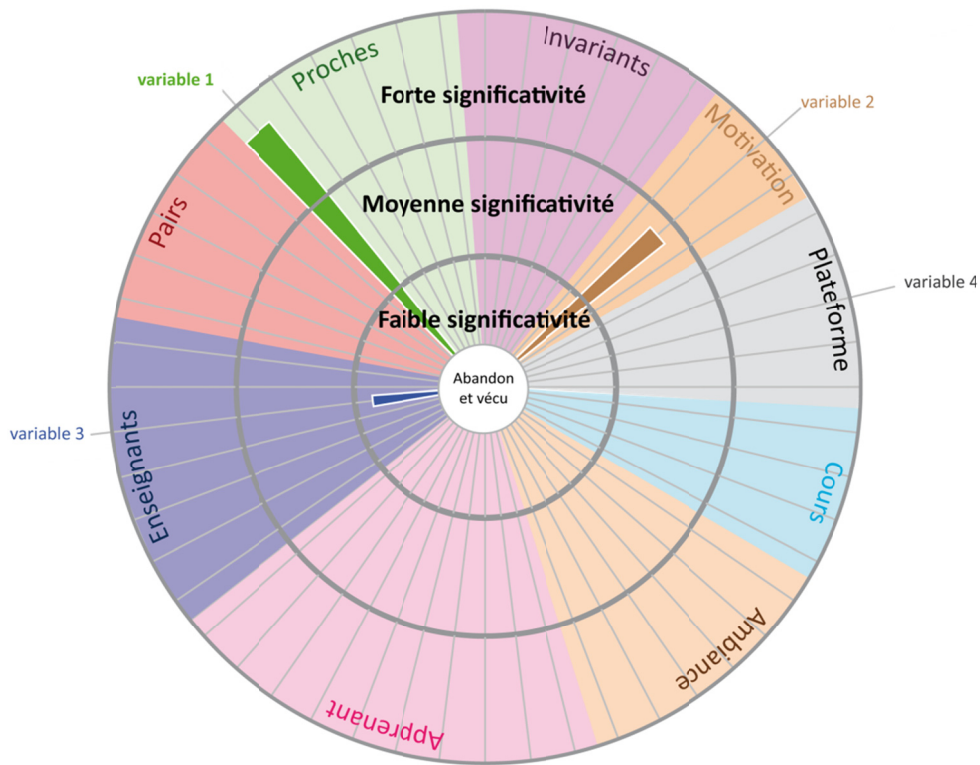 Invariants
Proches
variable 1
Forte significativité
variable 2
Motivation
Moyenne significativité
Pairs
Plateforme
variable 4
Faible significativité
Abandon
et vécu
variable 3
Enseignants
Cours
Ambiance
Apprenant